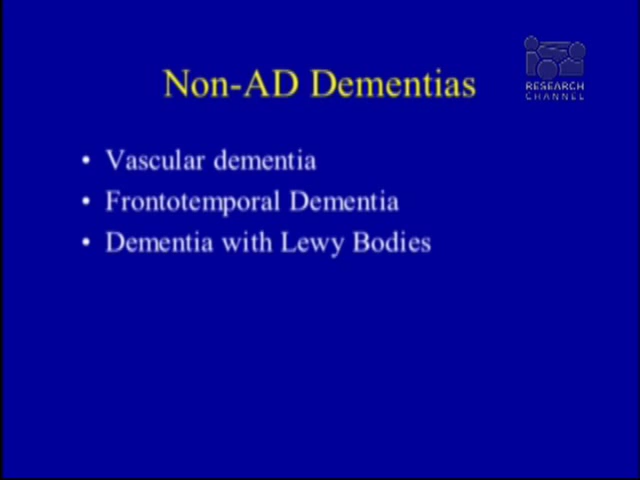 Non-AD Dementias
RESEARCH
CHANNEL
• Vascular dementia
• Frontotemporal Dementia
• Dementia with Lewy Bodies